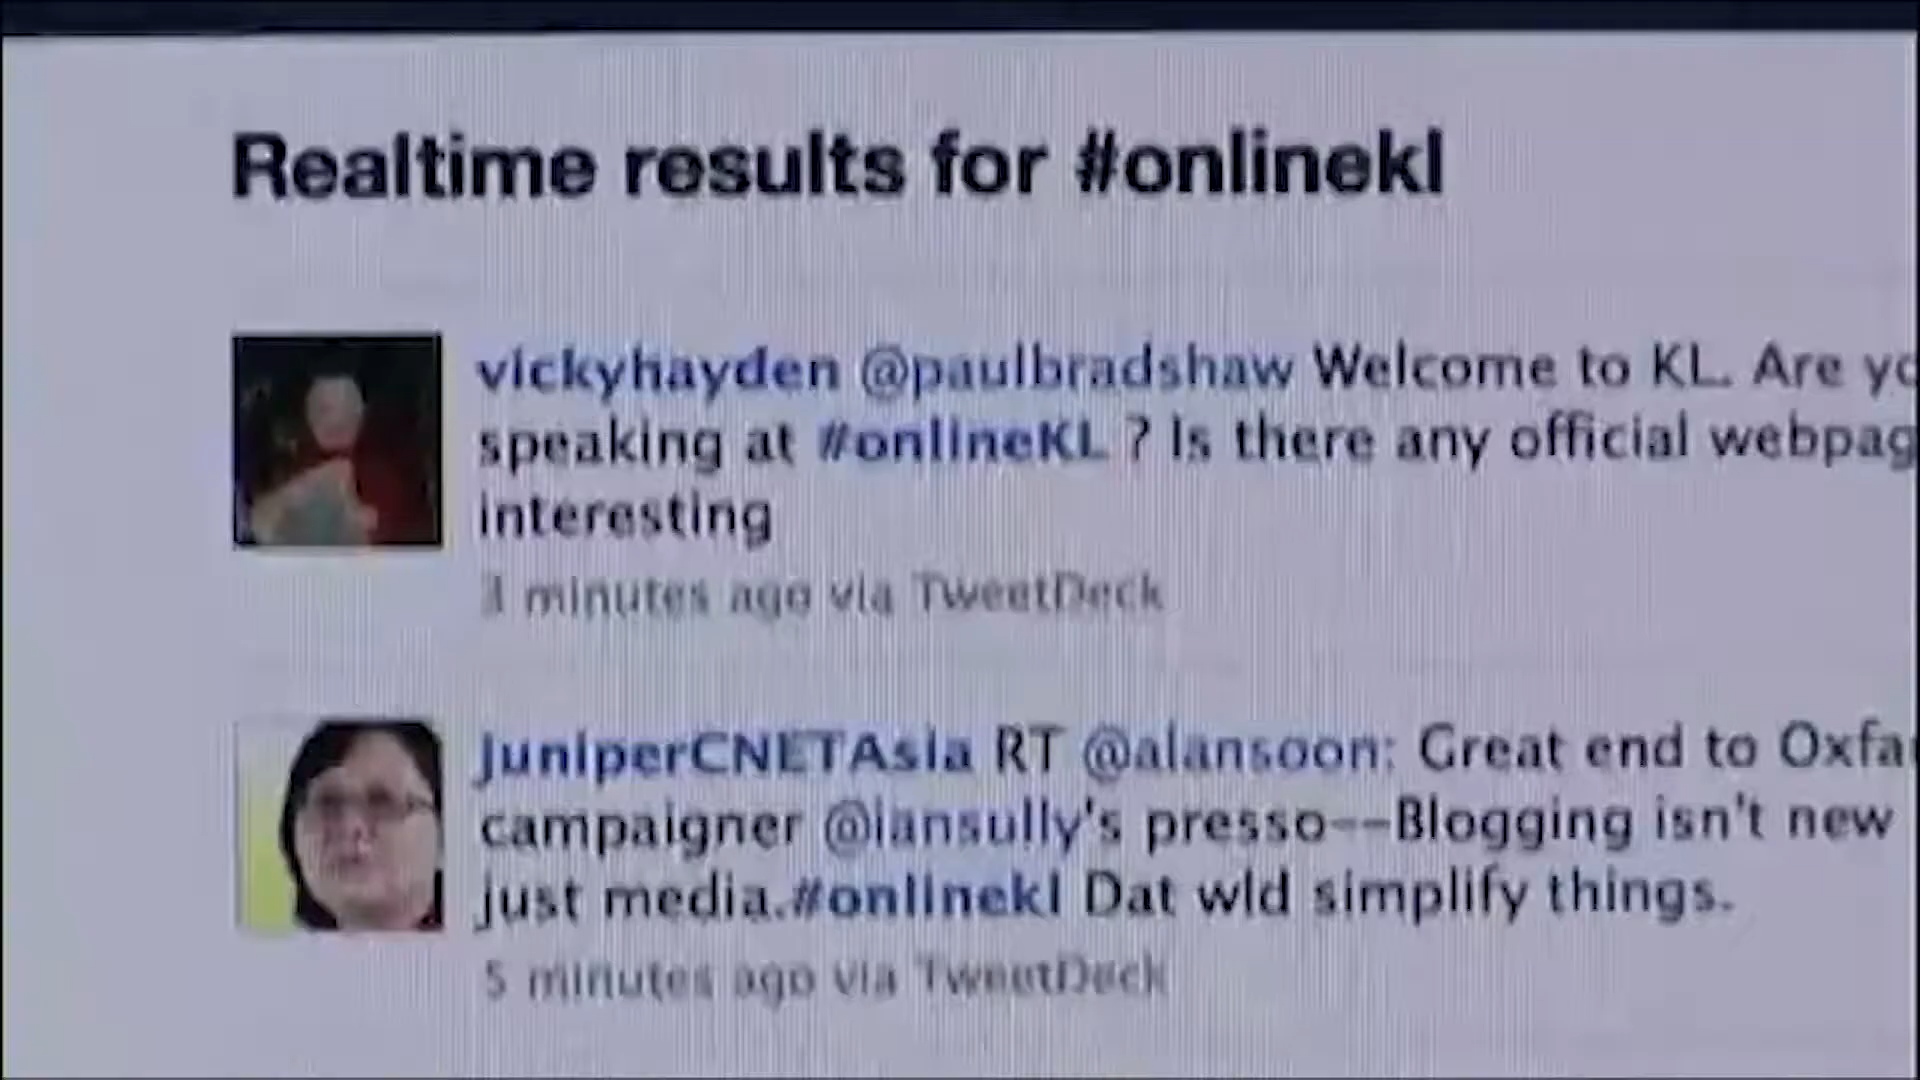 Realtime results for #onlinekl
vickyhayden @paulbradshaw Welcome to KL. Are yo
speaking at #onlineKL ? Is there any official webpag
interesting
3 minutes ago via TweetDeck
JuniperCNETAsia RT @alansoon: Great end to Oxfa
campaigner @iansully's presso--Blogging isn't new
just media.#onlinekl Dat wld simplify things.
5 minutes ago via TweetDeck